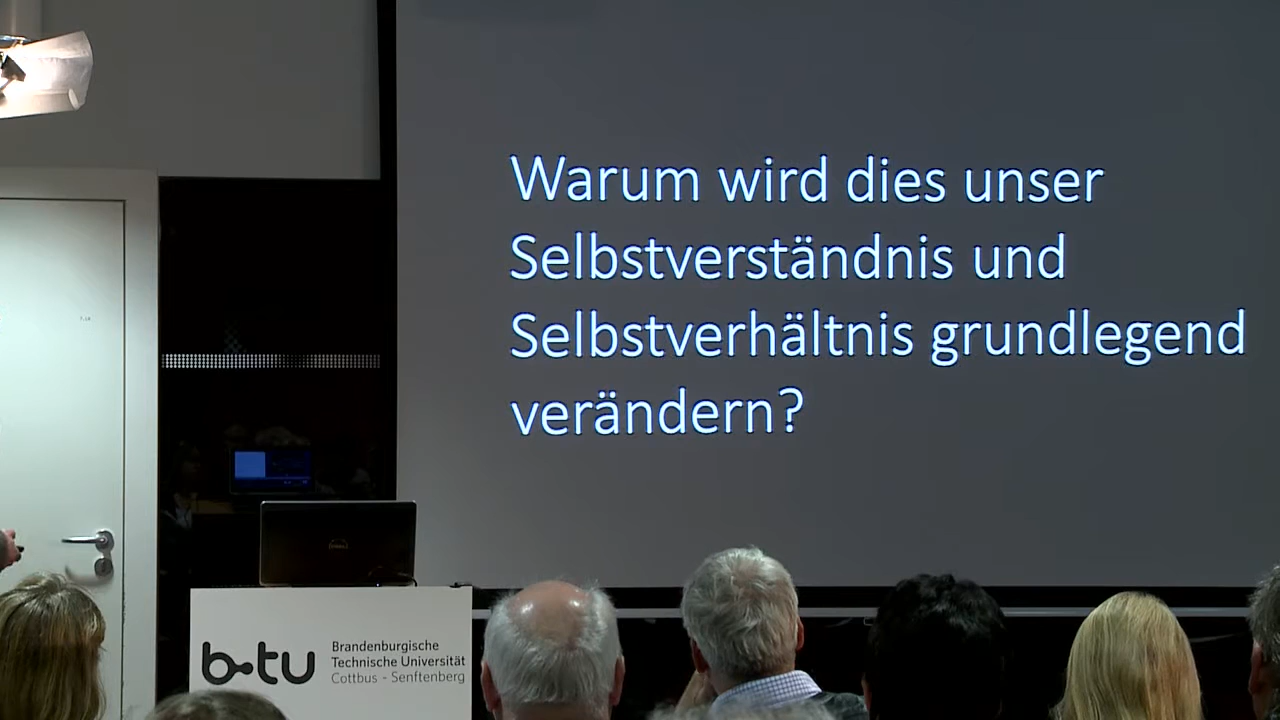 Warum wird dies unser
Selbstverständnis und
Selbstverhältnis grundlegend
verändern?
b-tu
Brandenburgische
Technische Universität
Cottbus - Senftenberg